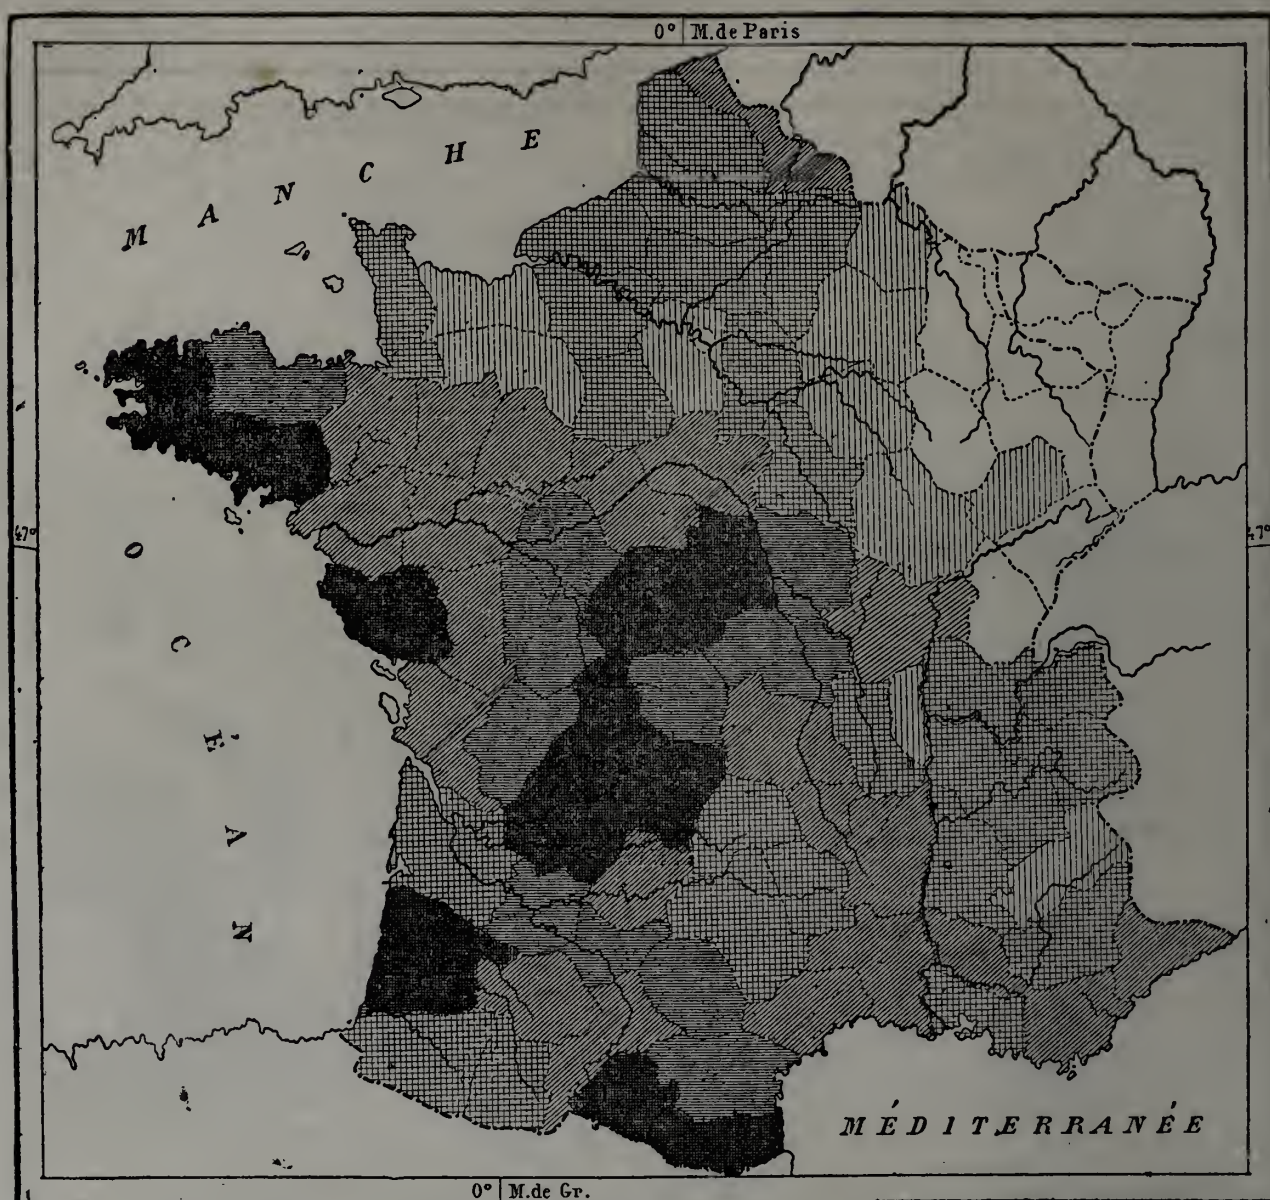 0° M. de Paris
MANCHE
47°
47°
OCÉAN
MÉDITERRANÉE
0° M. de Gr.